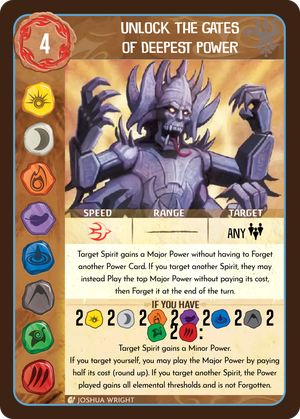 4
UNLOCK THE GATES
OF DEEPEST POWER
SPEED RANGE TARGET
ANY
Target Spirit gains a Major Power without having to Forget
another Power Card. If you target another Spirit, they may
instead Play the top Major Power without paying its cost,
then Forget it at the end of the turn.
IF YOU HAVE
2 2 2 2 2 2 2 2
Target Spirit gains a Minor Power.
If you target yourself, you may play the Major Power by paying
half its cost (round up). If you target another Spirit, the Power
played gains all elemental thresholds and is not Forgotten.
JOSHUA WRIGHT